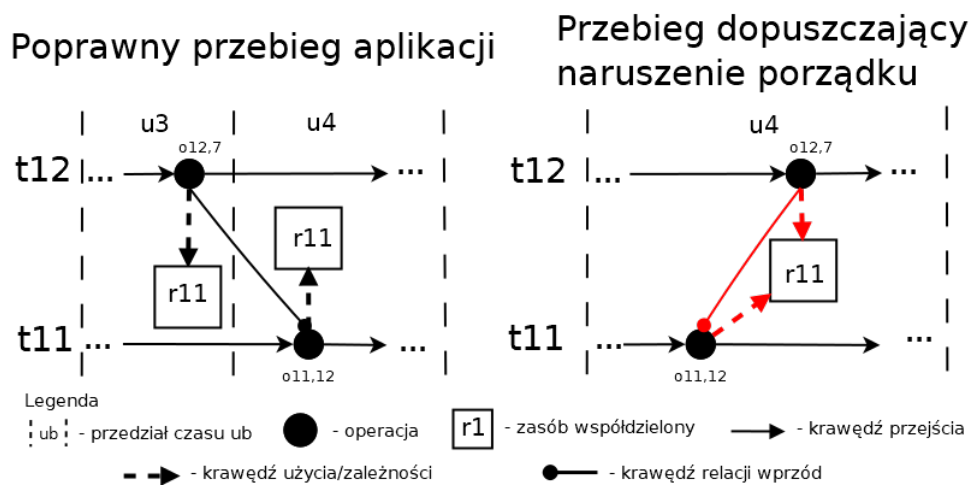 Poprawny przebieg aplikacji
Przebieg dopuszczający
naruszenie porządku
u3
u4
o12,7
t12
...
...
r11
r11
t11
...
...
o11,12
u4
o12,7
t12
...
...
r11
t11
...
...
o11,12
Legenda
ub - przedział czasu ub
- operacja
r1 - zasób współdzielony
- krawędź przejścia
- krawędź użycia/zależności
- krawędź relacji wprzód